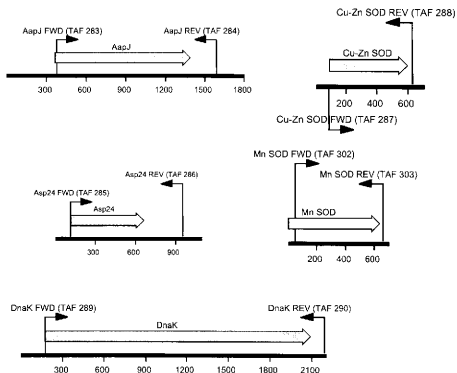 AapJ FWD (TAF 283)
AapJ REV (TAF 284)
AapJ
300 600 900 1200 1500 1800
Cu-Zn SOD REV (TAF 288)
Cu-Zn SOD
200 400 600
Cu-Zn SOD FWD (TAF 287)
Asp24 FWD (TAF 285)
Asp24 REV (TAF 286)
Asp24
300 600 900
Mn SOD FWD (TAF 302)
Mn SOD REV (TAF 303)
Mn SOD
200 400 600
DnaK FWD (TAF 289)
DnaK REV (TAF 290)
DnaK
300 600 900 1200 1500 1800 2100